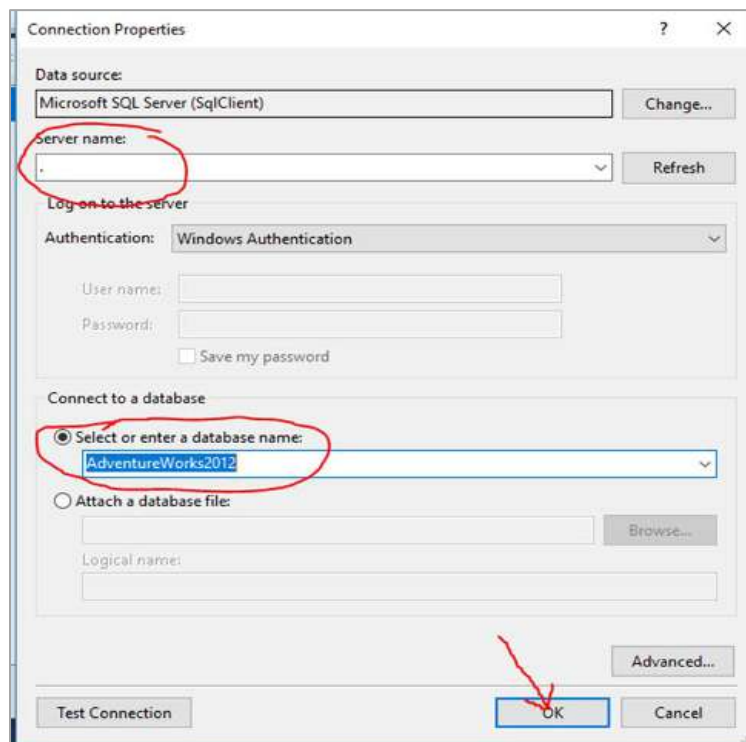 Connection Properties ? ✕
Data source:
Microsoft SQL Server (SqlClient) Change...
Server name:
. Refresh
Log on to the server
Authentication: Windows Authentication
User name:
Password:
Save my password
Connect to a database
Select or enter a database name:
AdventureWorks2012
Attach a database file:
Browse...
Logical name:
Advanced...
Test Connection OK Cancel